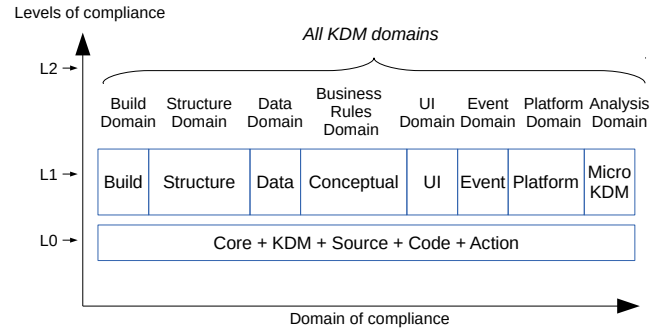 Levels of compliance
All KDM domains
L2
Build Domain
Structure Domain
Data Domain
Business Rules Domain
UI Domain
Event Domain
Platform Domain
Analysis Domain
L1
Build
Structure
Data
Conceptual
UI
Event
Platform
Micro KDM
L0
Core + KDM + Source + Code + Action
Domain of compliance